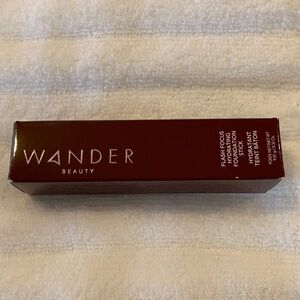 WANDER
BEAUTY
FLASH FOCUS
HYDRATING
FOUNDATION
STICK
HYDRATANT
TEINT BÂTON